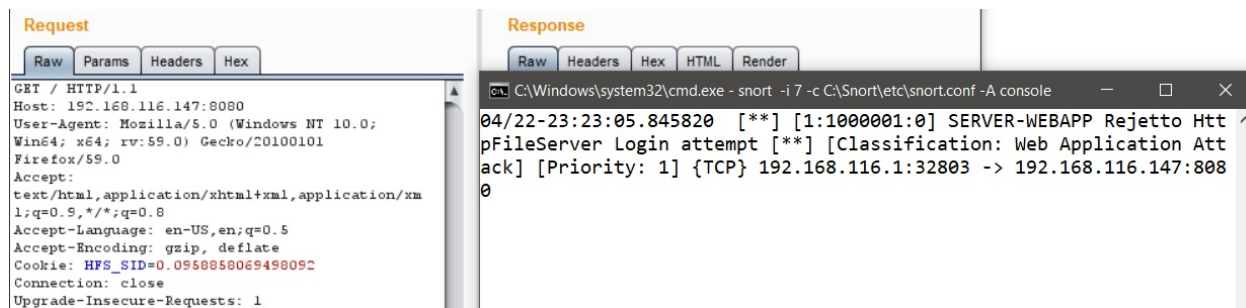 Request
Raw Params Headers Hex
GET / HTTP/1.1
Host: 192.168.116.147:8080
User-Agent: Mozilla/5.0 (Windows NT 10.0;
Win64; x64; rv:59.0) Gecko/20100101
Firefox/59.0
Accept:
text/html,application/xhtml+xml,application/xm
l;q=0.9,*/*;q=0.8
Accept-Language: en-US,en;q=0.5
Accept-Encoding: gzip, deflate
Cookie: HFS_SID=0.0958858069498092
Connection: close
Upgrade-Insecure-Requests: 1
Response
Raw Headers Hex HTML Render
C:\Windows\system32\cmd.exe - snort -i 7 -c C:\Snort\etc\snort.conf -A console
04/22-23:23:05.845820 [**] [1:1000001:0] SERVER-WEBAPP Rejetto Htt
pFileServer Login attempt [**] [Classification: Web Application Att
ack] [Priority: 1] {TCP} 192.168.116.1:32803 -> 192.168.116.147:808
0